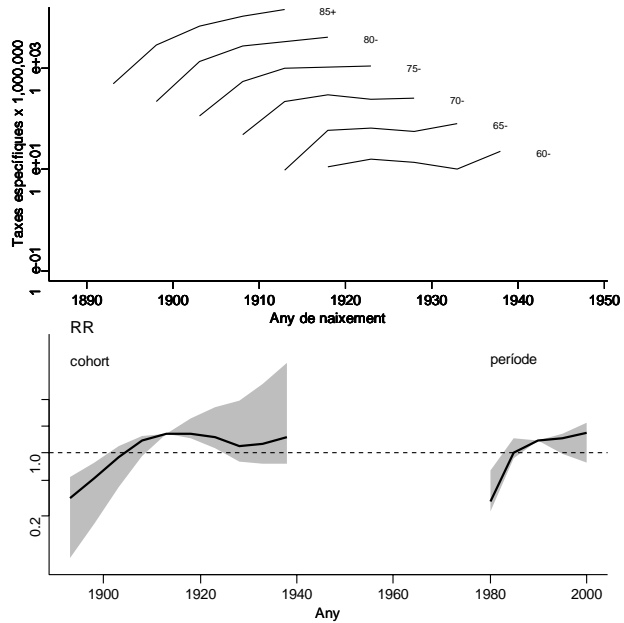 Taxes específiques x 1,000,000
1 e+03
1 e+01
1 e-01
85+
80-
75-
70-
65-
60-
1890 1900 1910 1920 1930 1940 1950
Any de naixement
RR
cohort
període
1.0
0.2
1900 1920 1940 1960 1980 2000
Any